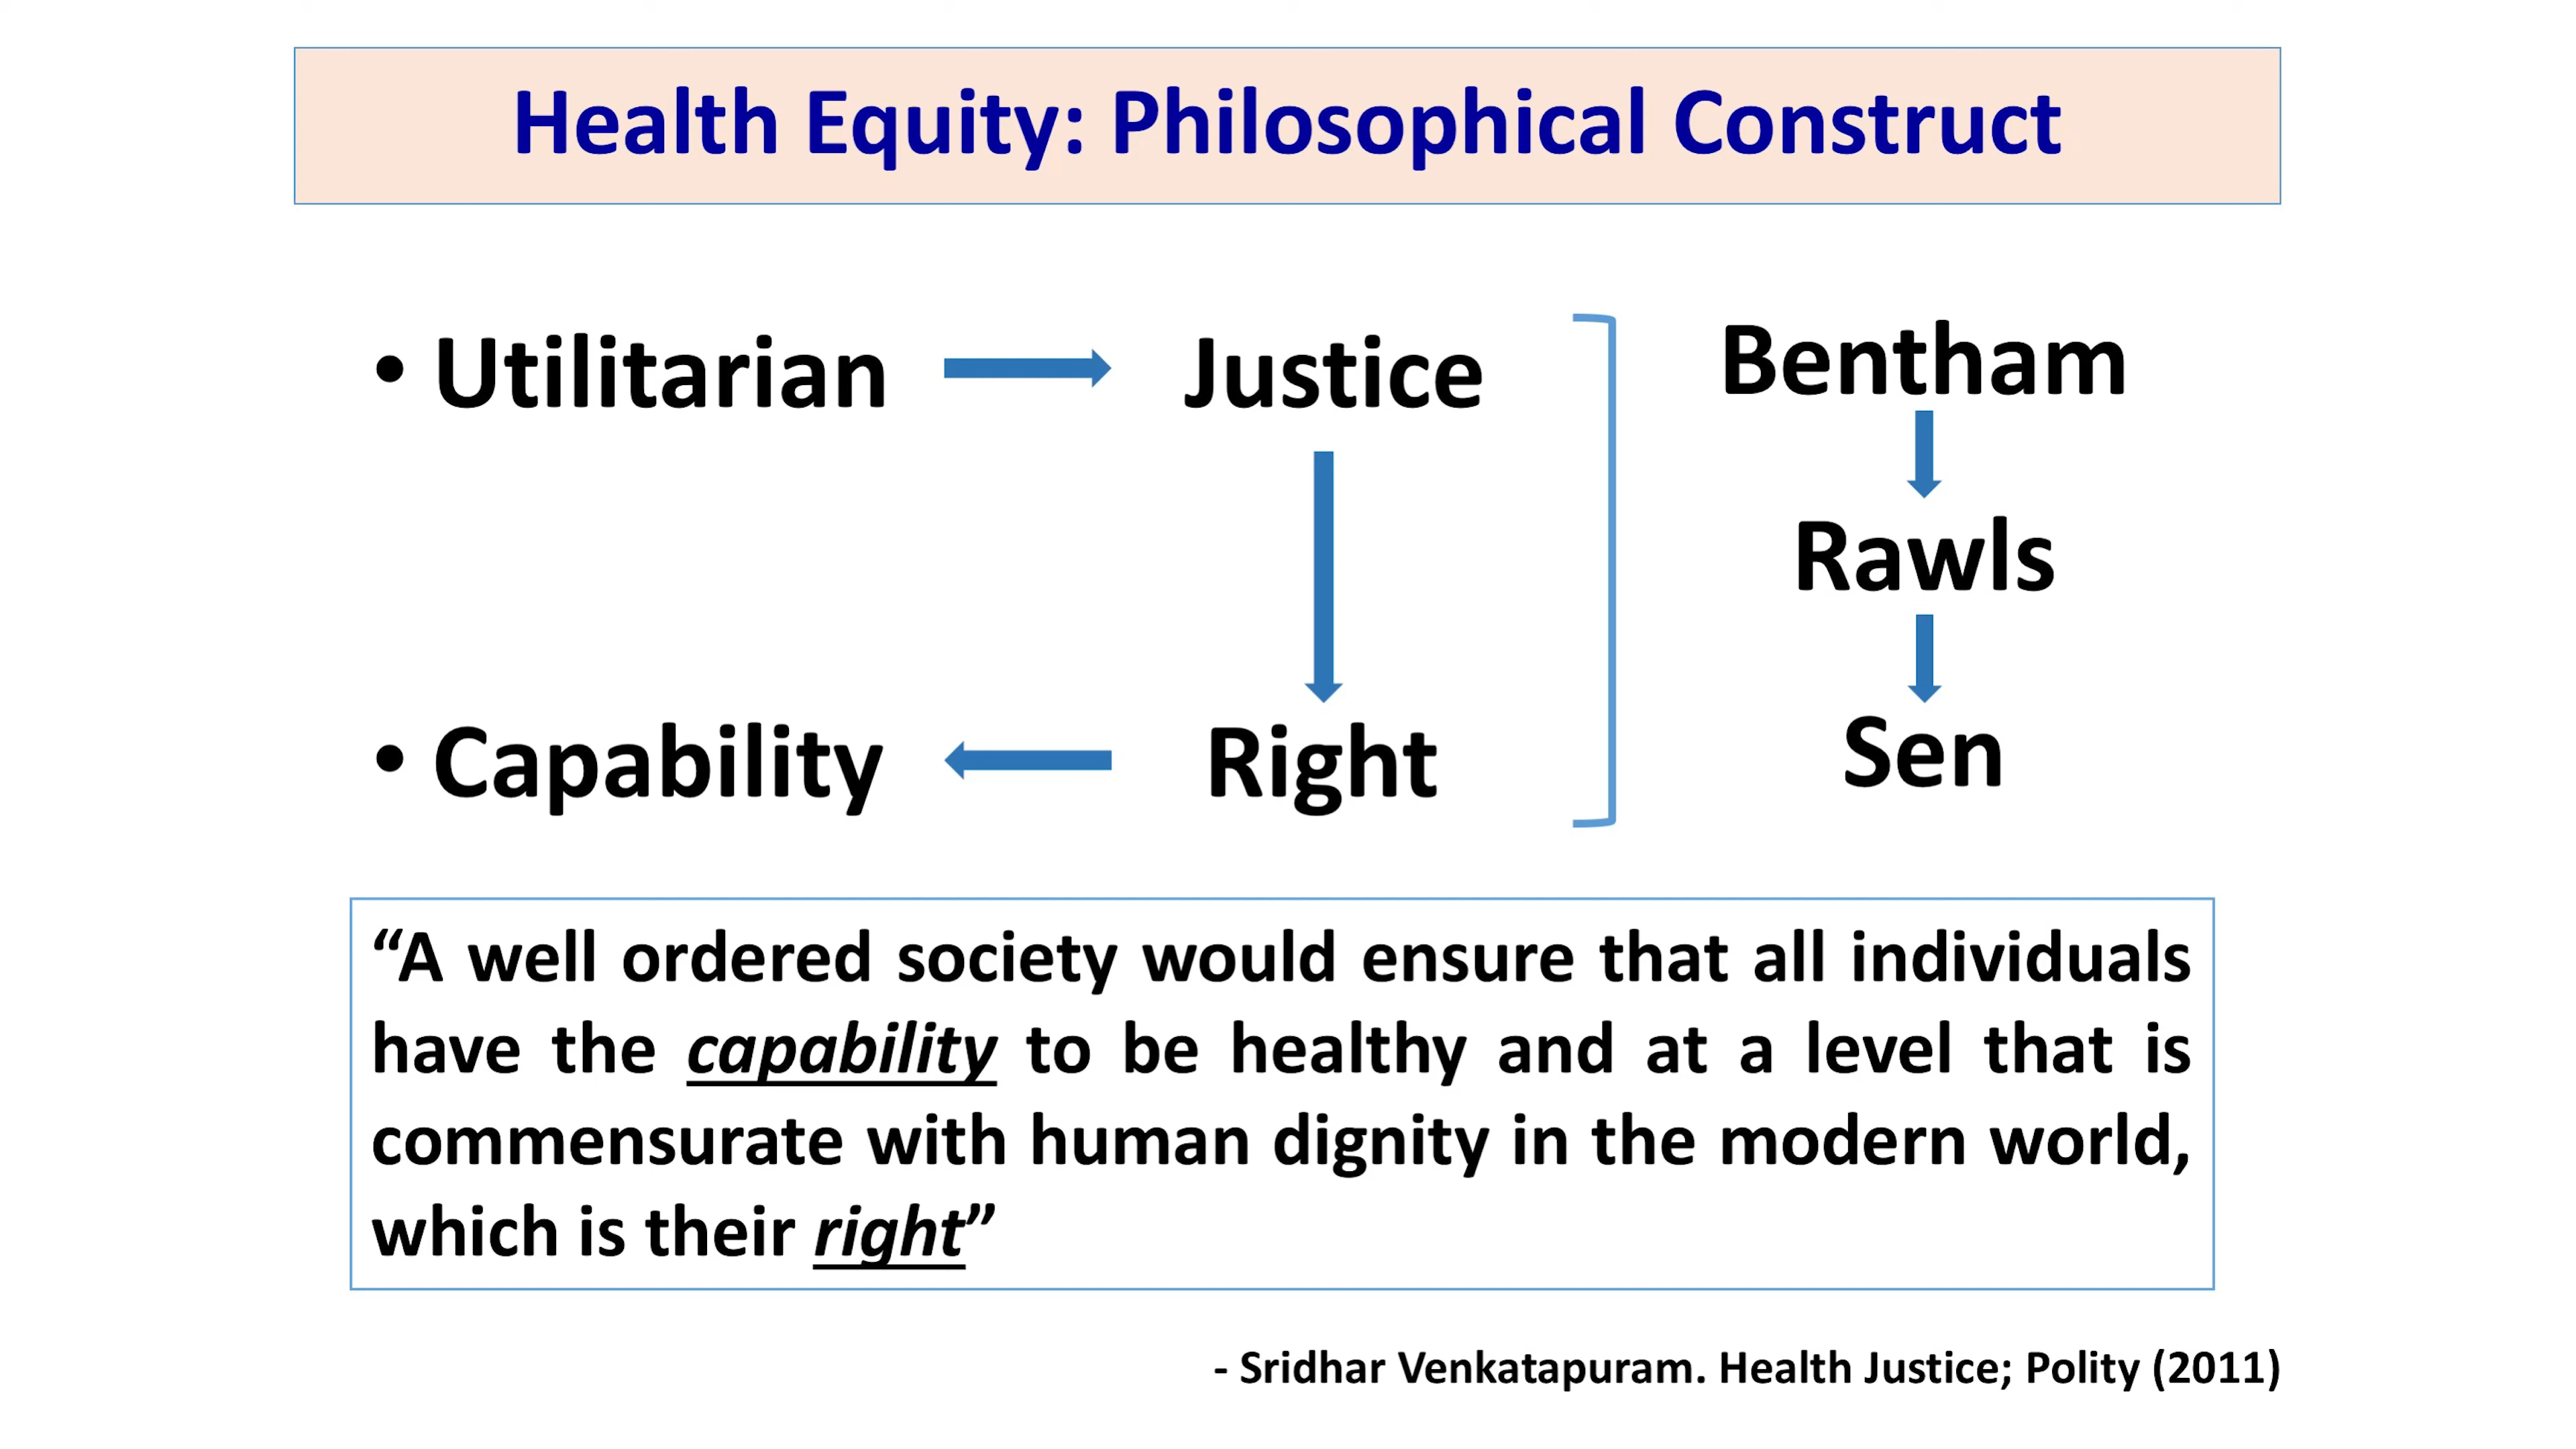 Health Equity: Philosophical Construct
• Utilitarian Justice
• Capability Right
Bentham
Rawls
Sen
“A well ordered society would ensure that all individuals
have the capability to be healthy and at a level that is
commensurate with human dignity in the modern world,
which is their right”
- Sridhar Venkatapuram. Health Justice; Polity (2011)